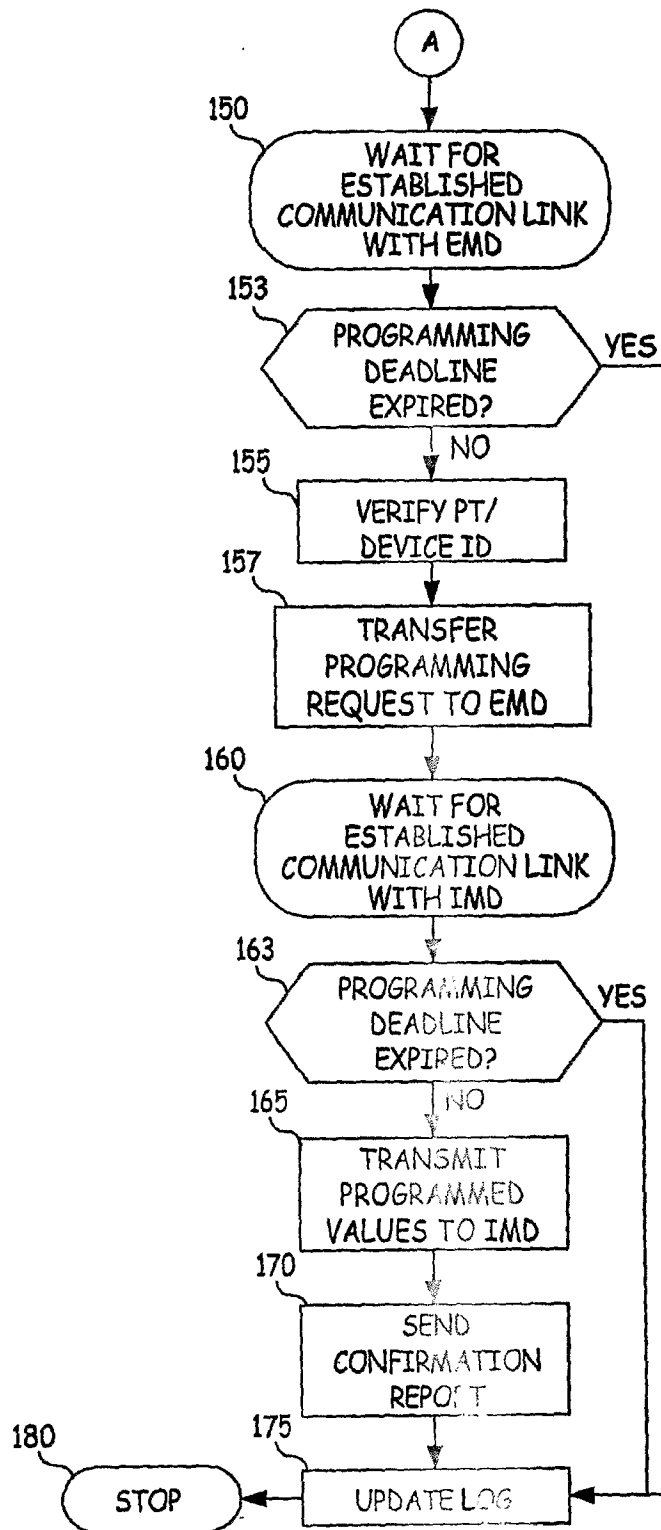 A
150
WAIT FOR
ESTABLISHED
COMMUNICATION LINK
WITH EMD
153
PROGRAMMING
DEADLINE
EXPIRED?
YES
NO
155
VERIFY PT/
DEVICE ID
157
TRANSFER
PROGRAMMING
REQUEST TO EMD
160
WAIT FOR
ESTABLISHED
COMMUNICATION LINK
WITH IMD
163
PROGRAMMING
DEADLINE
EXPIRED?
YES
NO
165
TRANSMIT
PROGRAMMED
VALUES TO IMD
170
SEND
CONFIRMATION
REPORT
180
STOP
175
UPDATE LOG